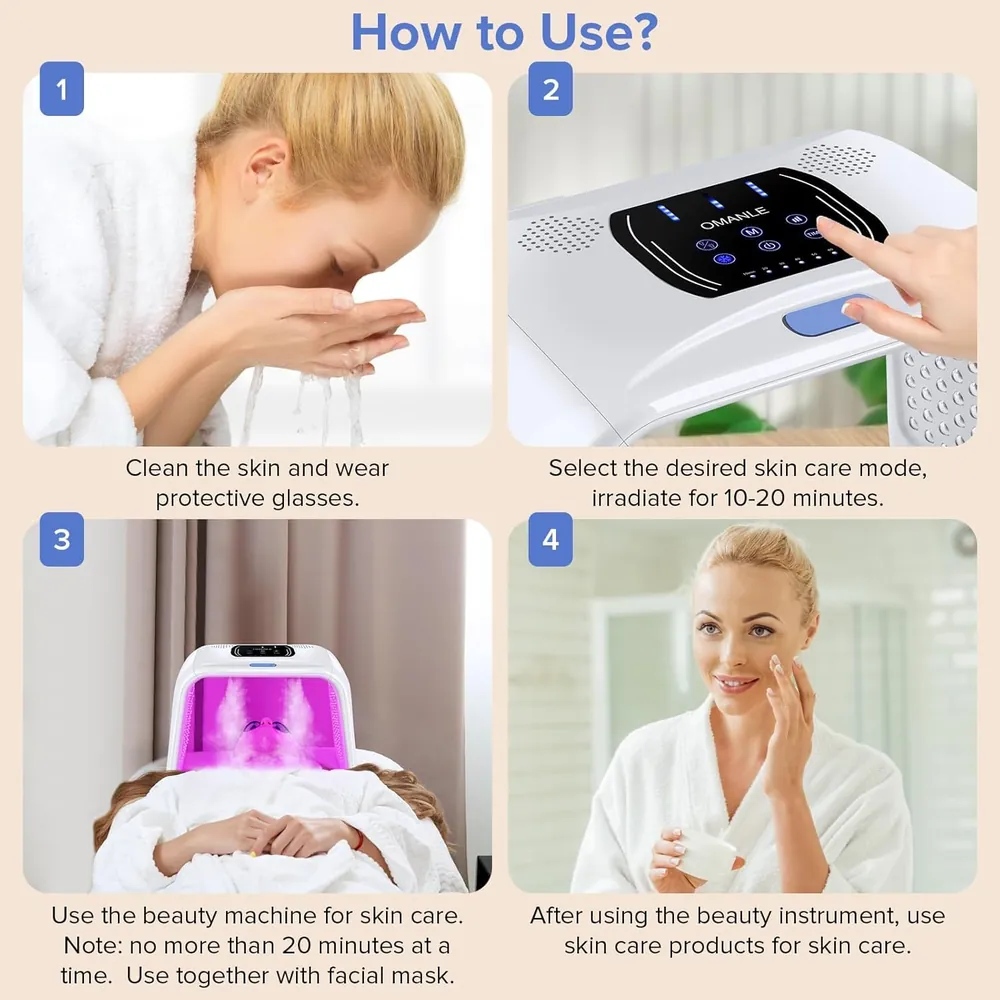 How to Use?
1
Clean the skin and wear
protective glasses.
2
OMANLE
M
Select the desired skin care mode,
irradiate for 10-20 minutes.
3
Use the beauty machine for skin care.
Note: no more than 20 minutes at a
time. Use together with facial mask.
4
After using the beauty instrument, use
skin care products for skin care.